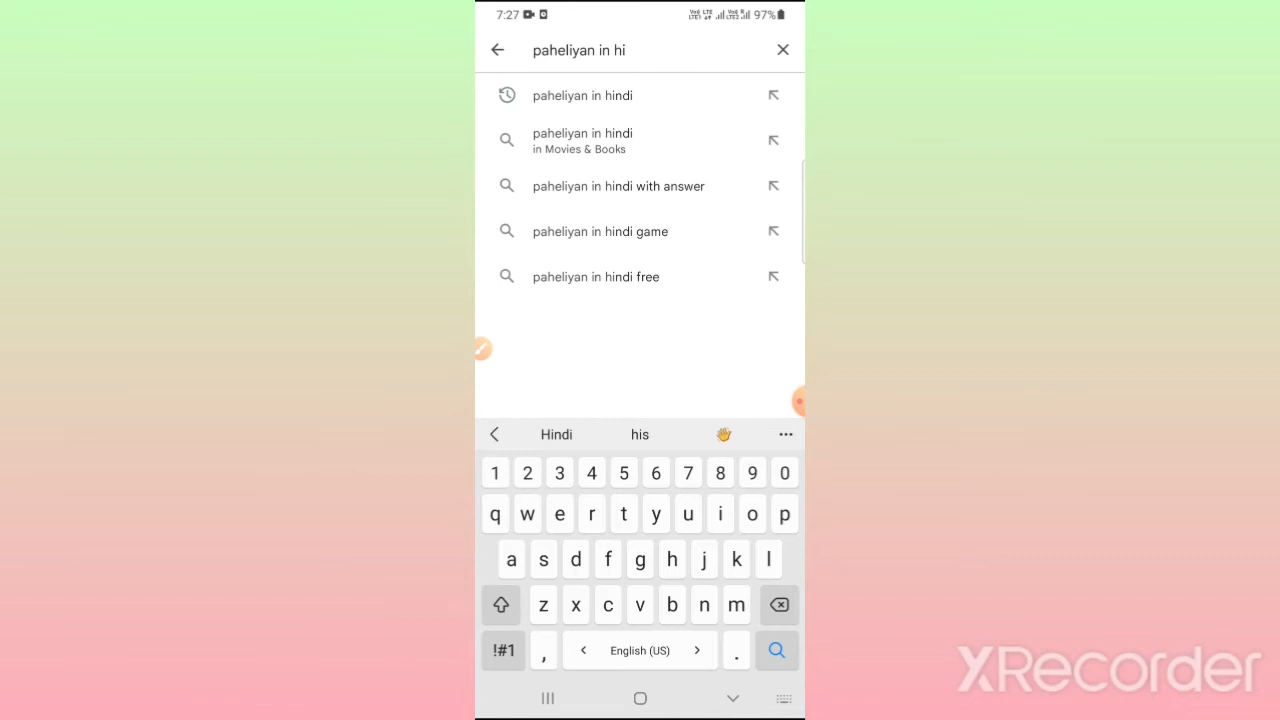 7:27 97%
paheliyan in hi
paheliyan in hindi
paheliyan in hindi
in Movies & Books
paheliyan in hindi with answer
paheliyan in hindi game
paheliyan in hindi free
Hindi his
1 2 3 4 5 6 7 8 9 0
q w e r t y u i o p
a s d f g h j k l
z x c v b n m
!#1 , English (US) .
XRecorder